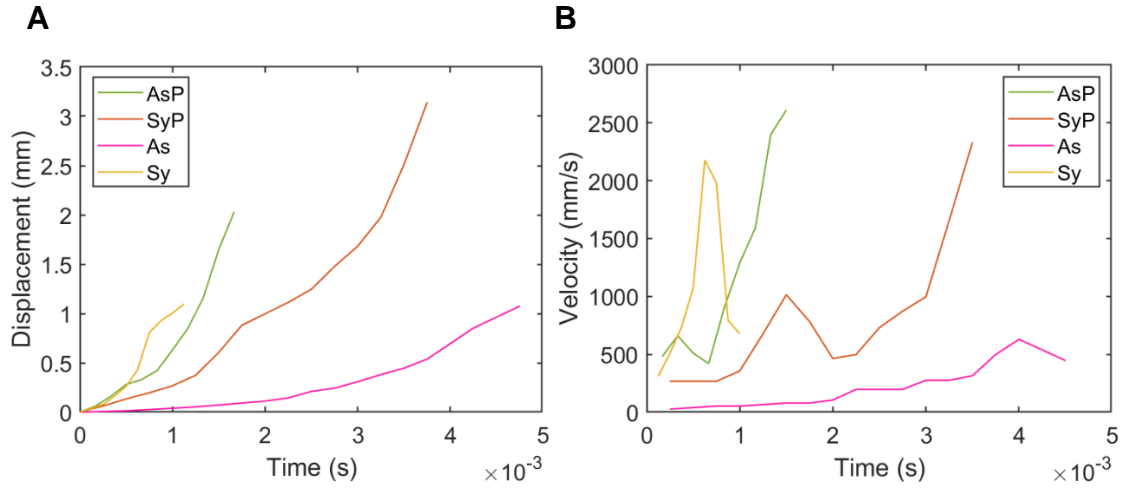 A
B
3.5
3
2.5
2
1.5
1
0.5
0
Displacement (mm)
AsP
SyP
As
Sy
0
1
2
3
4
5
Time (s)
×10⁻³
3000
2500
2000
1500
1000
500
0
Velocity (mm/s)
AsP
SyP
As
Sy
0
1
2
3
4
5
Time (s)
×10⁻³